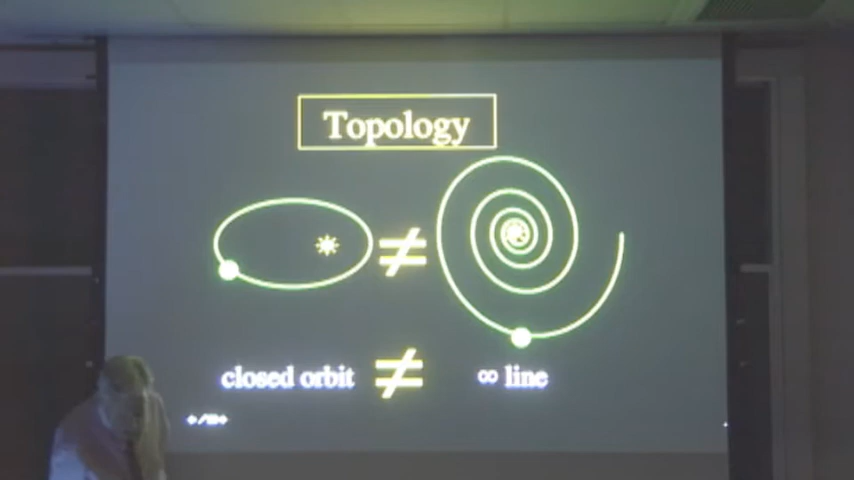 Topology
≠
closed orbit ≠ ∞ line